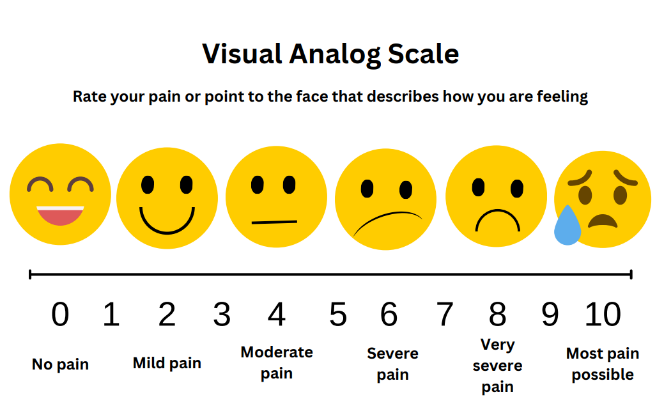 Visual Analog Scale
Rate your pain or point to the face that describes how you are feeling
0 1 2 3 4 5 6 7 8 9 10
No pain
Mild pain
Moderate
pain
Severe
pain
Very
severe
pain
Most pain
possible